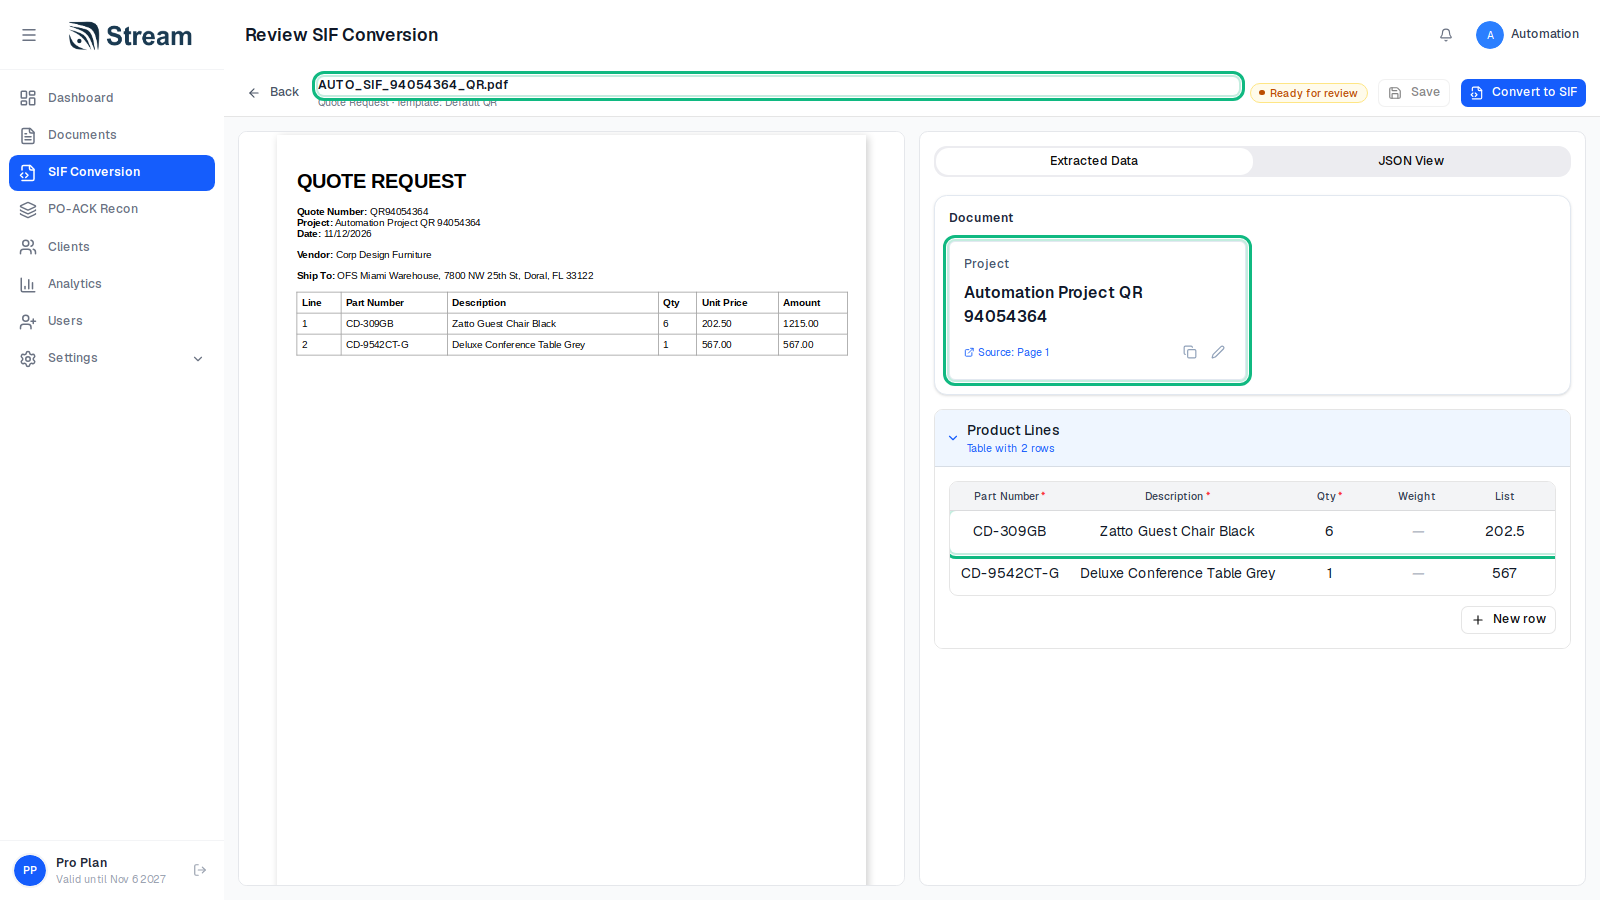 Stream
Review SIF Conversion
A
Automation
Dashboard
Documents
SIF Conversion
PO-ACK Recon
Clients
Analytics
Users
Settings
PP
Pro Plan
Valid until Nov 6 2027
Back
AUTO_SIF_94054364_QR.pdf
Quote Request · Template: Default QR
Ready for review
Save
Convert to SIF
QUOTE REQUEST
Quote Number: QR94054364
Project: Automation Project QR 94054364
Date: 11/12/2026
Vendor: Corp Design Furniture
Ship To: OFS Miami Warehouse, 7800 NW 25th St, Doral, FL 33122
Line Part Number Description Qty Unit Price Amount
1 CD-309GB Zatto Guest Chair Black 6 202.50 1215.00
2 CD-9542CT-G Deluxe Conference Table Grey 1 567.00 567.00
Extracted Data
JSON View
Document
Project
Automation Project QR
94054364
Source: Page 1
Product Lines
Table with 2 rows
Part Number* Description* Qty* Weight List
CD-309GB Zatto Guest Chair Black 6 — 202.5
CD-9542CT-G Deluxe Conference Table Grey 1 — 567
New row